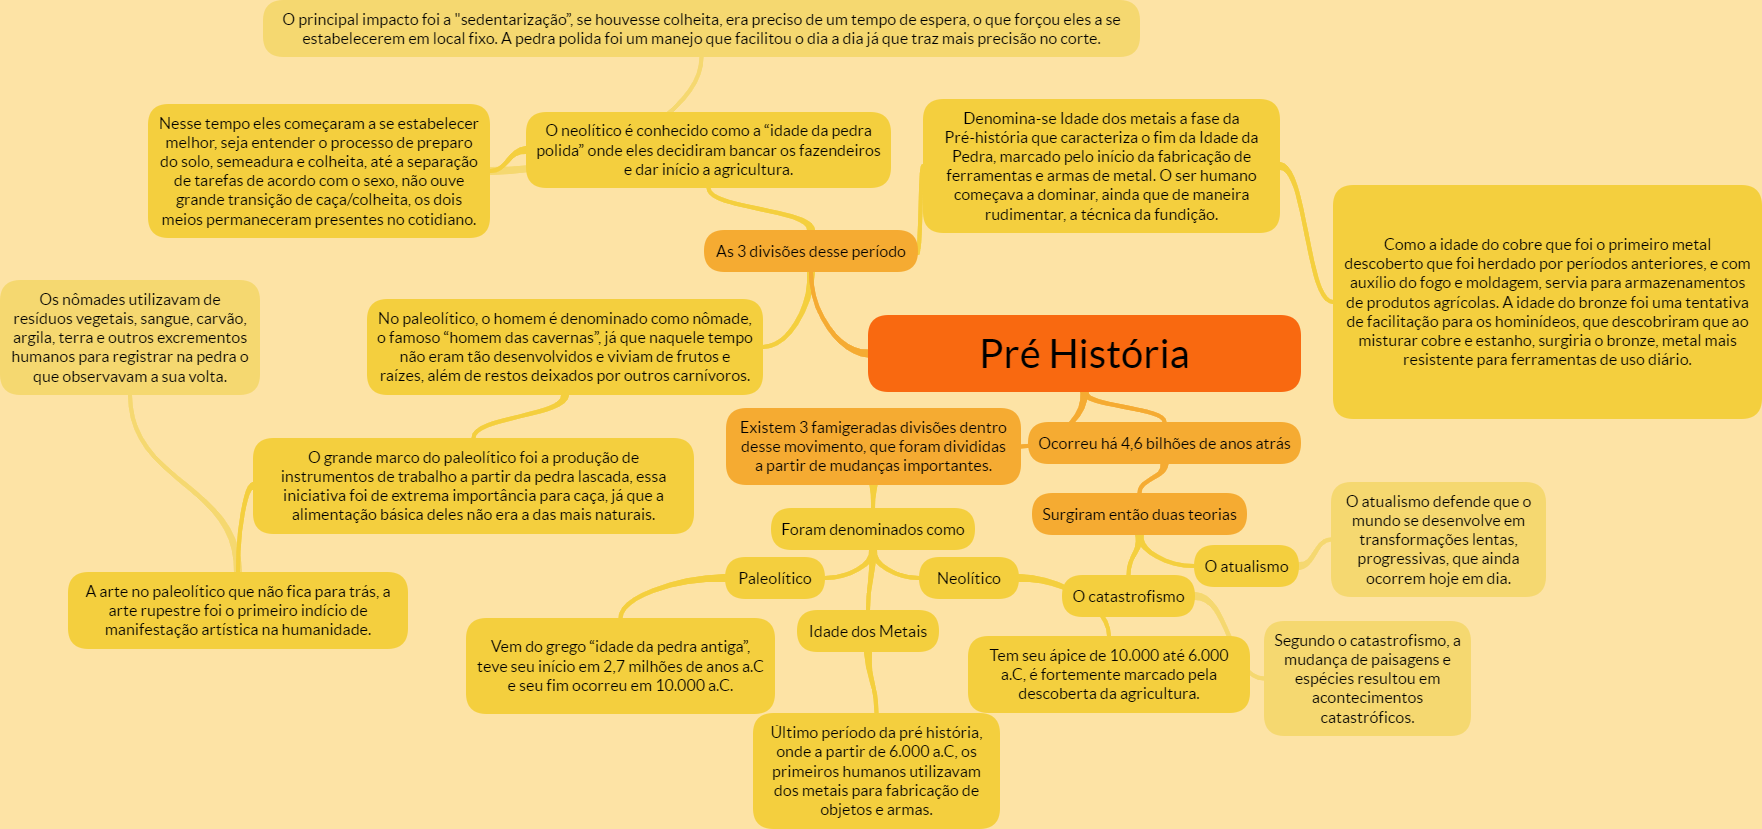 O principal impacto foi a "sedentarização”, se houvesse colheita, era preciso de um tempo de espera, o que forçou eles a se
estabelecerem em local fixo. A pedra polida foi um manejo que facilitou o dia a dia já que traz mais precisão no corte.
Nesse tempo eles começaram a se estabelecer
melhor, seja entender o processo de preparo
do solo, semeadura e colheita, até a separação
de tarefas de acordo com o sexo, não ouve
grande transição de caça/colheita, os dois
meios permaneceram presentes no cotidiano.
O neolítico é conhecido como a “idade da pedra
polida” onde eles decidiram bancar os fazendeiros
e dar início a agricultura.
Denomina-se Idade dos metais a fase da
Pré-história que caracteriza o fim da Idade da
Pedra, marcado pelo início da fabricação de
ferramentas e armas de metal. O ser humano
começava a dominar, ainda que de maneira
rudimentar, a técnica da fundição.
Como a idade do cobre que foi o primeiro metal
descoberto que foi herdado por períodos anteriores, e com
auxílio do fogo e moldagem, servia para armazenamentos
de produtos agrícolas. A idade do bronze foi uma tentativa
de facilitação para os hominídeos, que descobriram que ao
misturar cobre e estanho, surgiria o bronze, metal mais
resistente para ferramentas de uso diário.
As 3 divisões desse período
Os nômades utilizavam de
resíduos vegetais, sangue, carvão,
argila, terra e outros excrementos
humanos para registrar na pedra o
que observavam a sua volta.
No paleolítico, o homem é denominado como nômade,
o famoso “homem das cavernas”, já que naquele tempo
não eram tão desenvolvidos e viviam de frutos e
raízes, além de restos deixados por outros carnívoros.
Pré História
Existem 3 famigeradas divisões dentro
desse movimento, que foram divididas
a partir de mudanças importantes.
Ocorreu há 4,6 bilhões de anos atrás
O grande marco do paleolítico foi a produção de
instrumentos de trabalho a partir da pedra lascada, essa
iniciativa foi de extrema importância para caça, já que a
alimentação básica deles não era a das mais naturais.
Surgiram então duas teorias
O atualismo defende que o
mundo se desenvolve em
transformações lentas,
progressivas, que ainda
ocorrem hoje em dia.
Foram denominados como
O atualismo
Paleolítico
Neolítico
O catastrofismo
A arte no paleolítico que não fica para trás, a
arte rupestre foi o primeiro indício de
manifestação artística na humanidade.
Vem do grego “idade da pedra antiga”,
teve seu início em 2,7 milhões de anos a.C
e seu fim ocorreu em 10.000 a.C.
Idade dos Metais
Tem seu ápice de 10.000 até 6.000
a.C, é fortemente marcado pela
descoberta da agricultura.
Segundo o catastrofismo, a
mudança de paisagens e
espécies resultou em
acontecimentos
catastróficos.
Último período da pré história,
onde a partir de 6.000 a.C, os
primeiros humanos utilizavam
dos metais para fabricação de
objetos e armas.